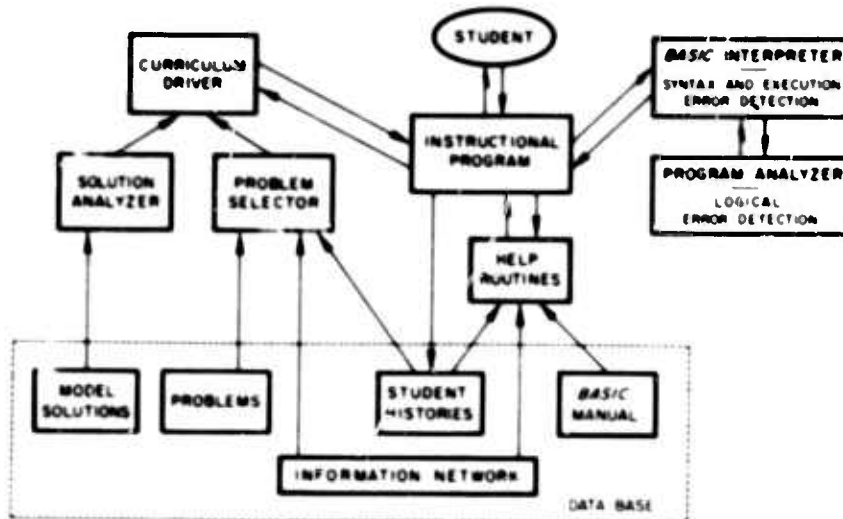 STUDENT
CURRICULUM
DRIVER
BASIC INTERPRETER
SYNTAX AND EXECUTION
ERROR DETECTION
INSTRUCTIONAL
PROGRAM
SOLUTION
ANALYZER
PROBLEM
SELECTOR
PROGRAM ANALYZER
LOGICAL
ERROR DETECTION
HELP
ROUTINES
MODEL
SOLUTIONS
PROBLEMS
STUDENT
HISTORIES
BASIC
MANUAL
INFORMATION NETWORK
DATA BASE